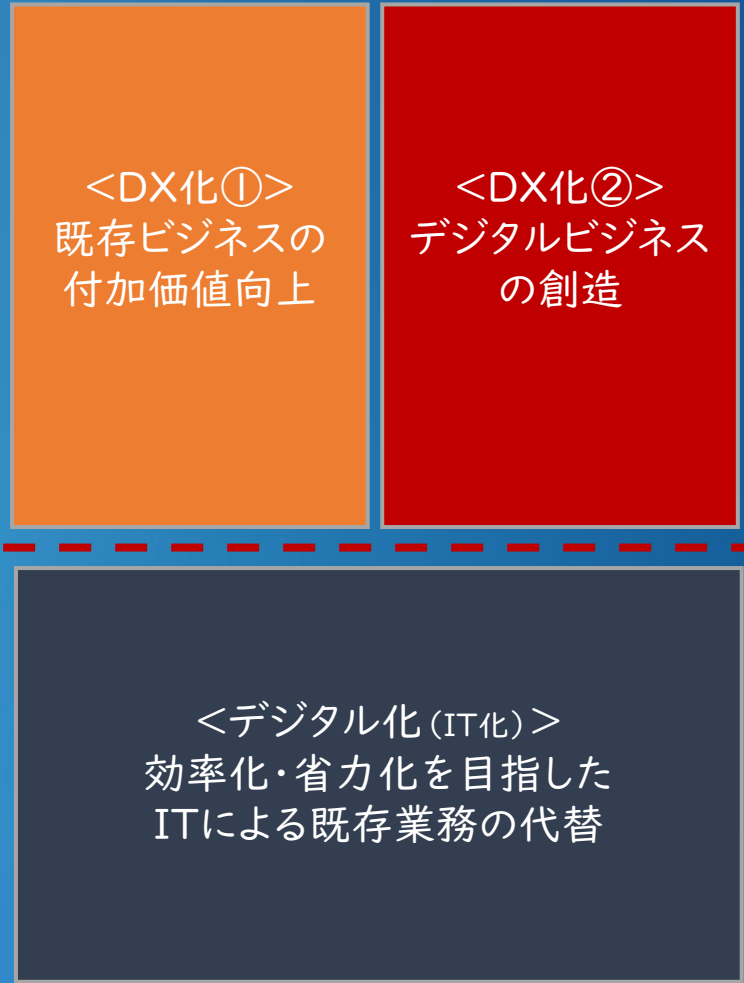 <DX化①>
既存ビジネスの
付加価値向上
<DX化②>
デジタルビジネス
の創造
<デジタル化(IT化)>
効率化・省力化を目指した
ITによる既存業務の代替